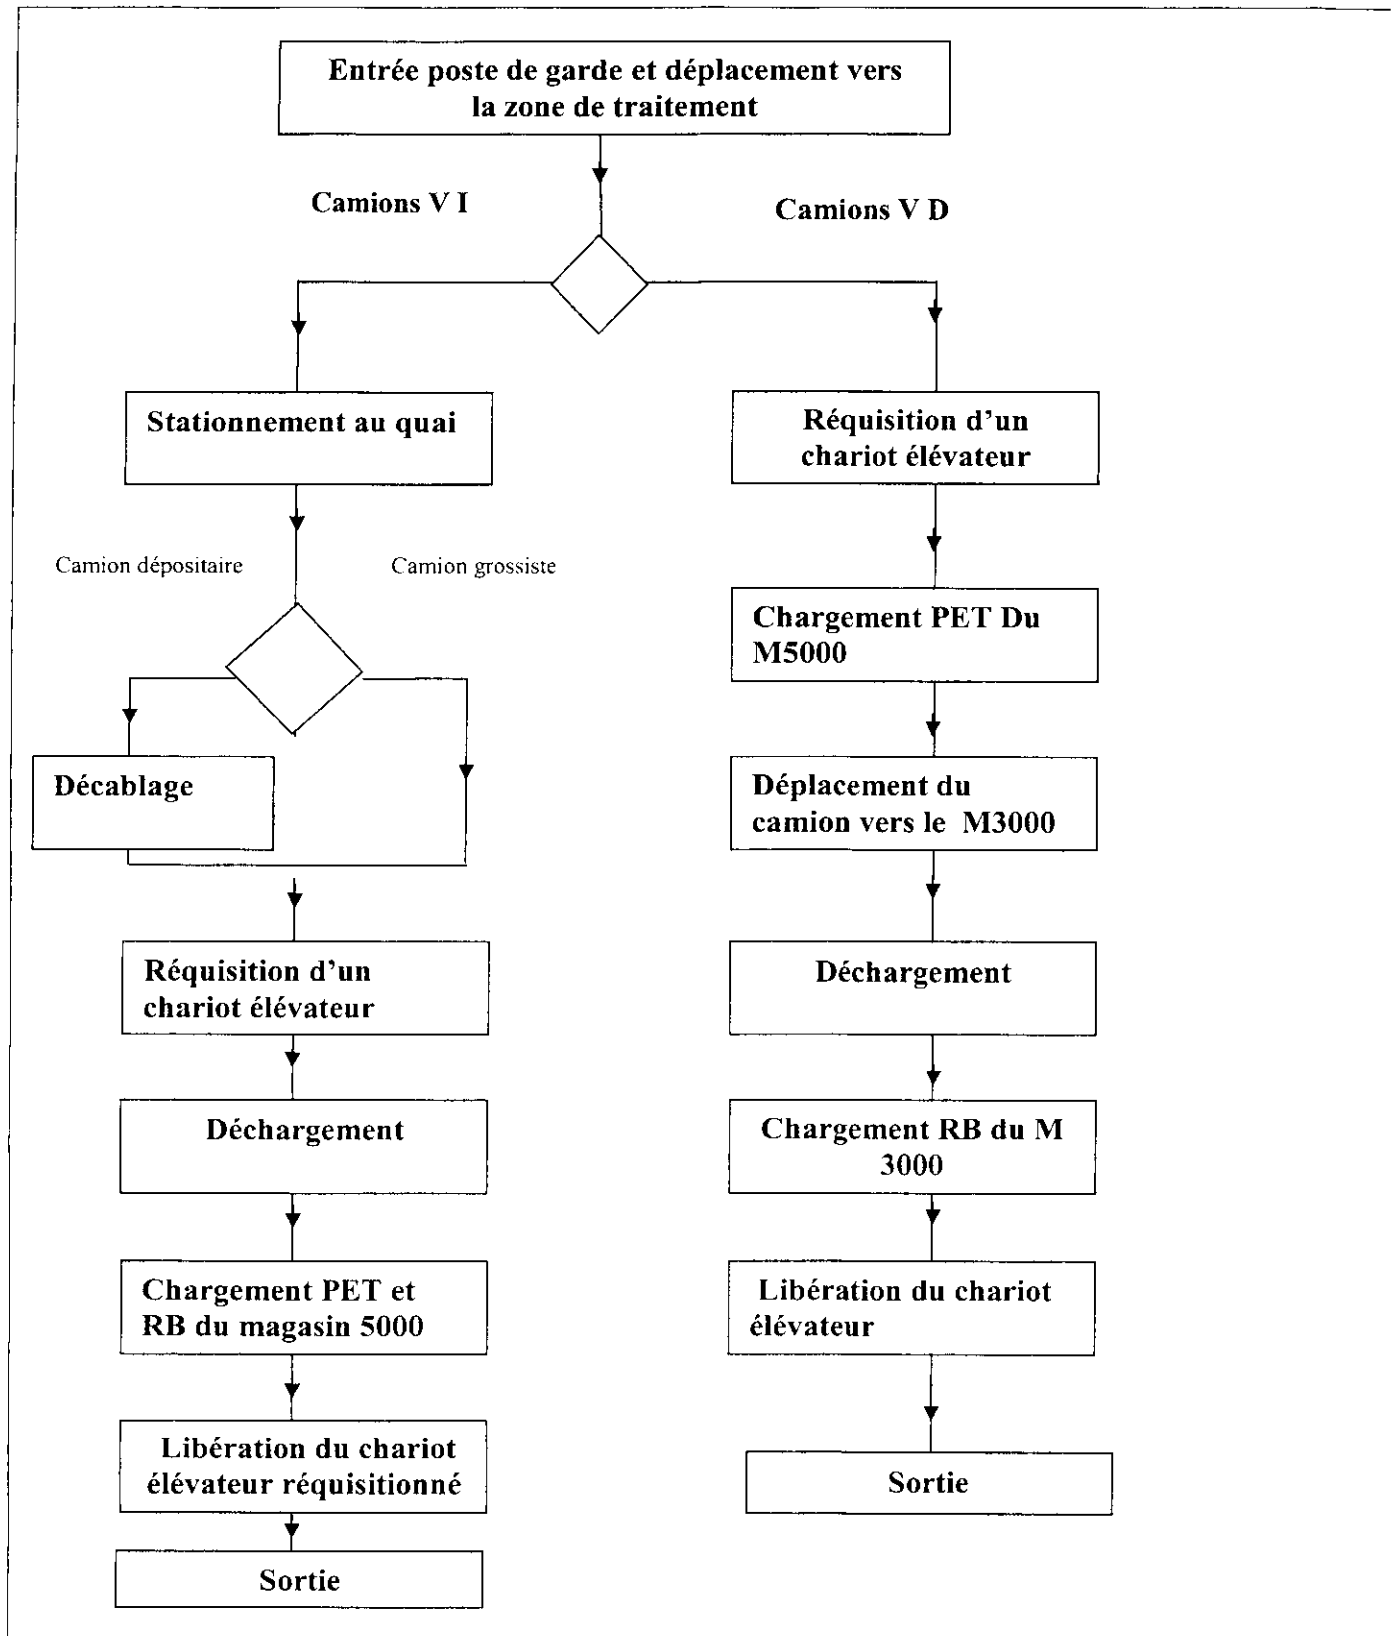 Entrée poste de garde et déplacement vers
la zone de traitement
Camions V I
Camions V D
Stationnement au quai
Réquisition d'un
chariot élévateur
Camion dépositaire
Camion grossiste
Chargement PET Du
M5000
Décablage
Déplacement du
camion vers le M3000
Réquisition d'un
chariot élévateur
Déchargement
Déchargement
Chargement RB du M
3000
Chargement PET et
RB du magasin 5000
Libération du chariot
élévateur
Libération du chariot
élévateur réquisitionné
Sortie
Sortie